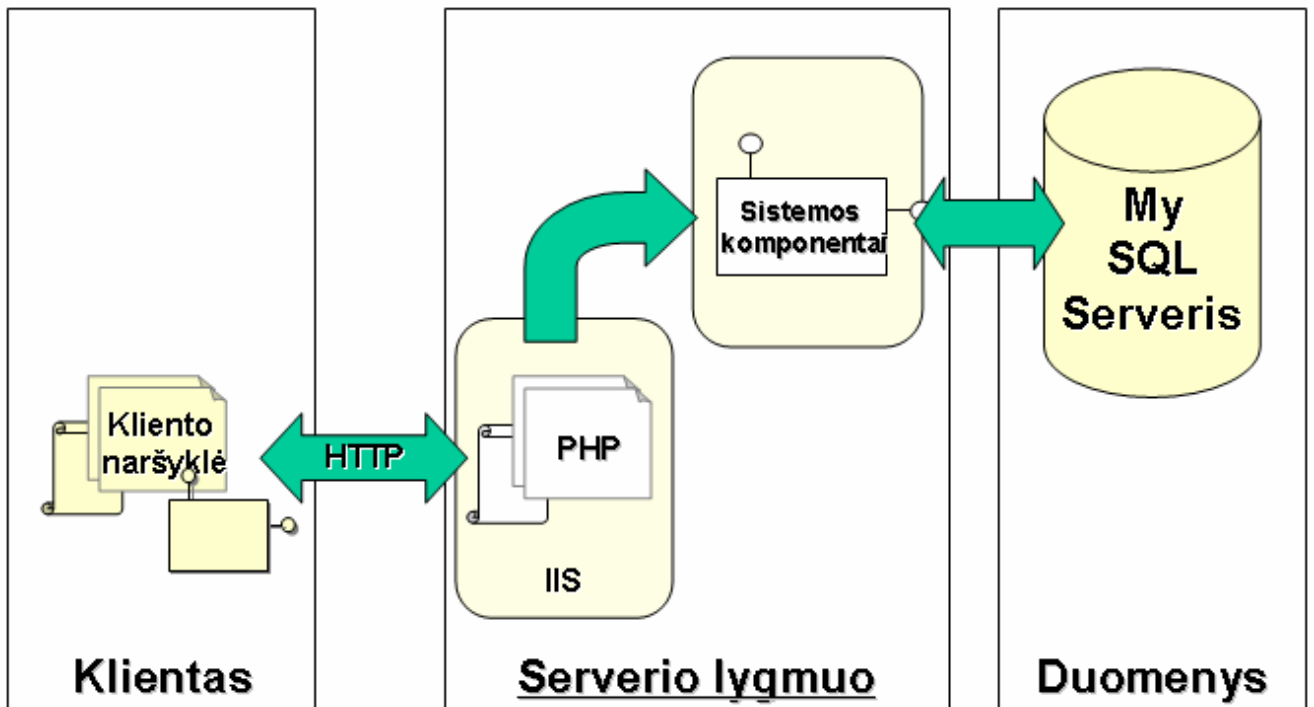 Kliento
naršyklė
HTTP
PHP
IIS
Sistemos
komponentai
My
SQL
Serveris
Klientas
Serverio lygmuo
Duomenys